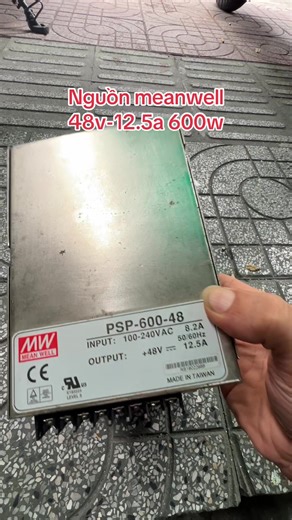 Nguồn meanwell
48v-12.5a 600w
PSP-600-48
INPUT: 100-240VAC 8.2A
50/60Hz
OUTPUT: +48V 12.5A
MW
MEAN WELL
CE
MADE IN TAIWAN